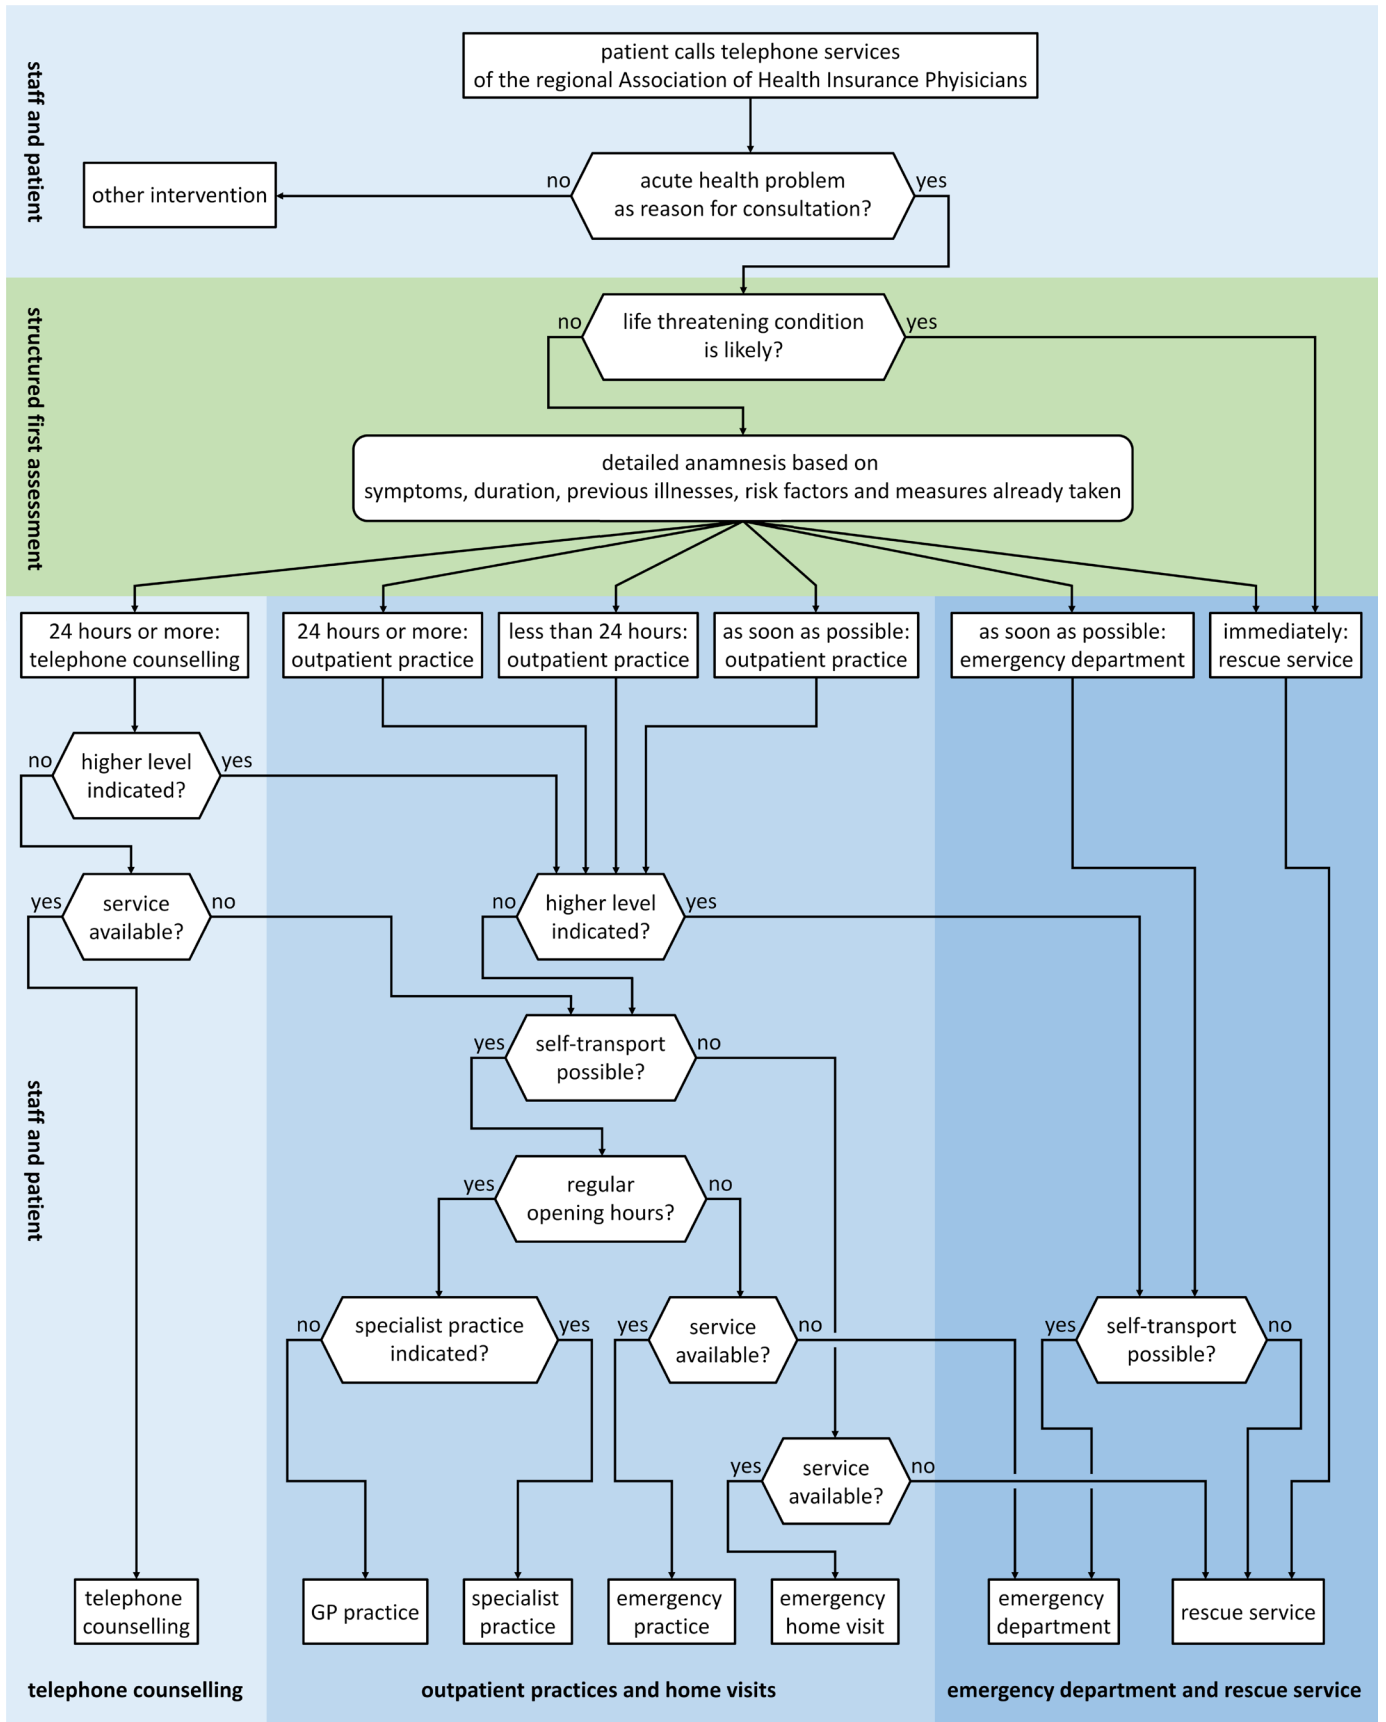 patient calls telephone services
of the regional Association of Health Insurance Phyisicians
staff and patient
other intervention
no
acute health problem
as reason for consultation?
yes
structured first assessment
no
life threatening condition
is likely?
yes
detailed anamnesis based on
symptoms, duration, previous illnesses, risk factors and measures already taken
24 hours or more:
telephone counselling
24 hours or more:
outpatient practice
less than 24 hours:
outpatient practice
as soon as possible:
outpatient practice
as soon as possible:
emergency department
immediately:
rescue service
staff and patient
no
higher level
indicated?
yes
yes
service
available?
no
no
higher level
indicated?
yes
yes
self-transport
possible?
no
yes
regular
opening hours?
no
no
specialist practice
indicated?
yes
yes
service
available?
no
yes
self-transport
possible?
no
yes
service
available?
no
telephone
counselling
GP practice
specialist
practice
emergency
practice
emergency
home visit
emergency
department
rescue service
telephone counselling
outpatient practices and home visits
emergency department and rescue service